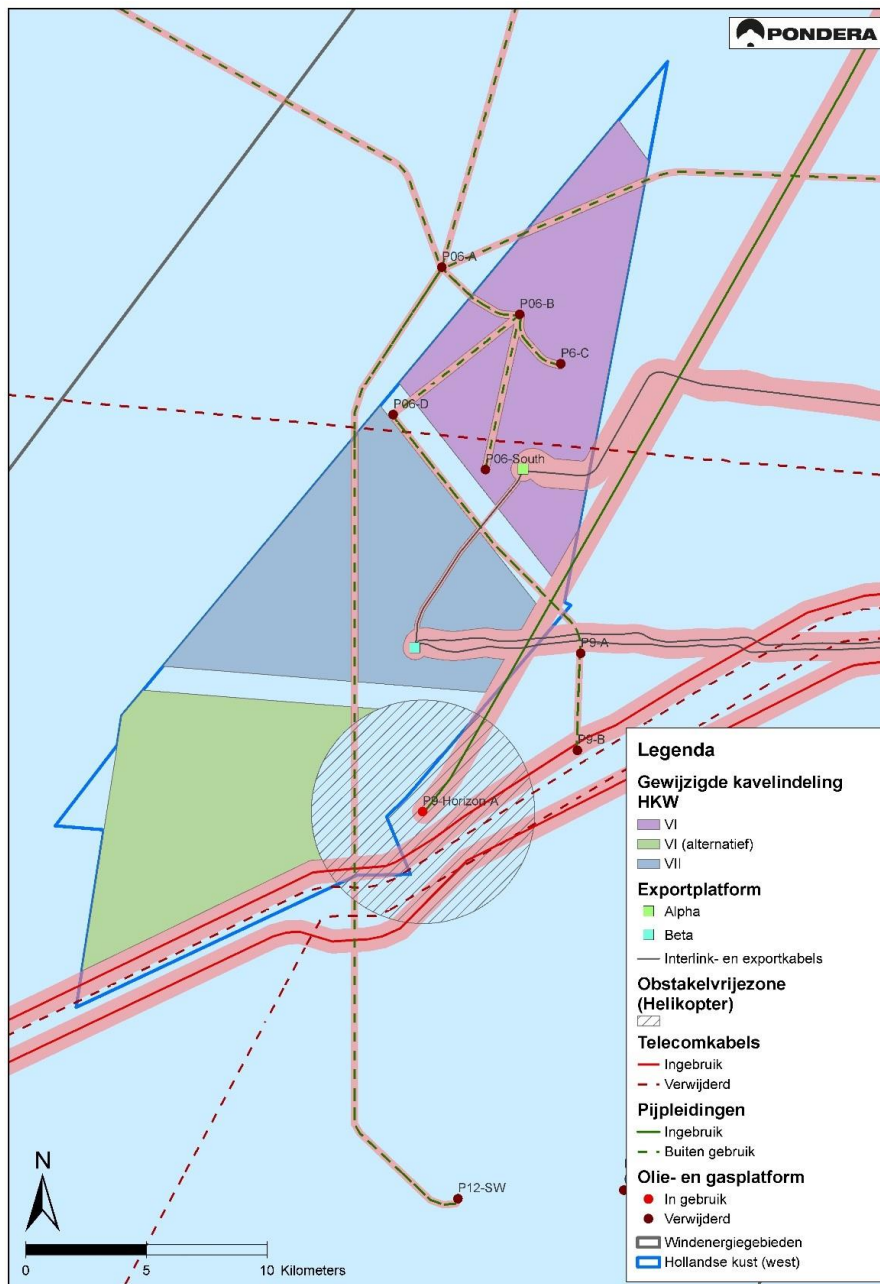 PONDERA
P06-A
P06-B
P6-C
P06-D
P06-South
P9-A
P9-B
P9-Horizon-A
P12-SW
Legenda
Gewijzigde kavelindeling
HKW
VI
VI (alternatief)
VII
Exportplatform
Alpha
Beta
Interlink- en exportkabels
Obstakelvrijezone
(Helikopter)
Telecomkabels
Ingebruik
Verwijderd
Pijpleidingen
Ingebruik
Buiten gebruik
Olie- en gasplatform
In gebruik
Verwijderd
Windenergiegebieden
Hollandse kust (west)
N
0 5 10 Kilometers